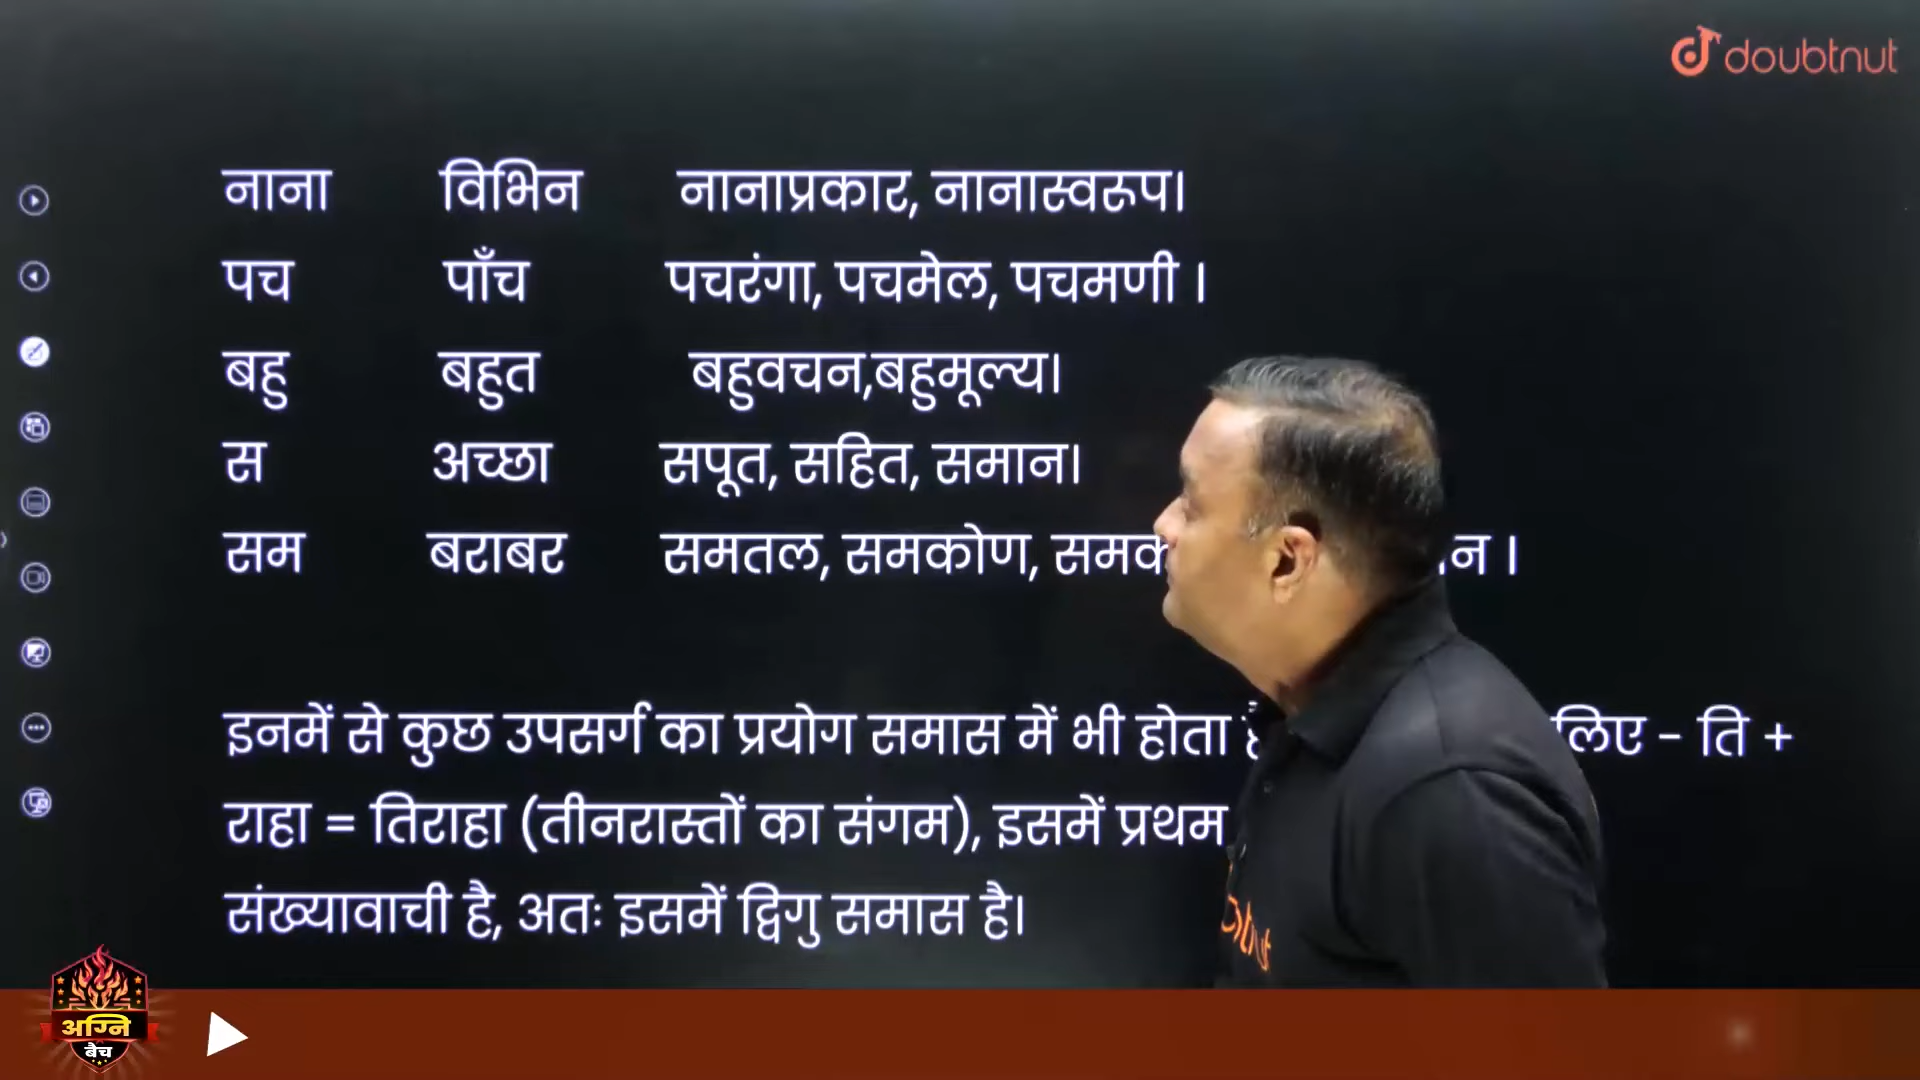 doubtnut
नाना विभिन नानाप्रकार, नानास्वरूप।
पच पाँच पचरंगा, पचमेल, पचमणी ।
बहु बहुत बहुवचन,बहुमूल्य।
स अच्छा सपूत, सहित, समान।
सम बराबर समतल, समकोण,
इनमें से कुछ उपसर्ग का प्रयोग समास में भी होता लिए - ति +
राहा = तिराहा (तीनरास्तों का संगम), इसमें प्रथम
संख्यावाची है, अतः इसमें द्विगु समास है।
अग्नि
बैच